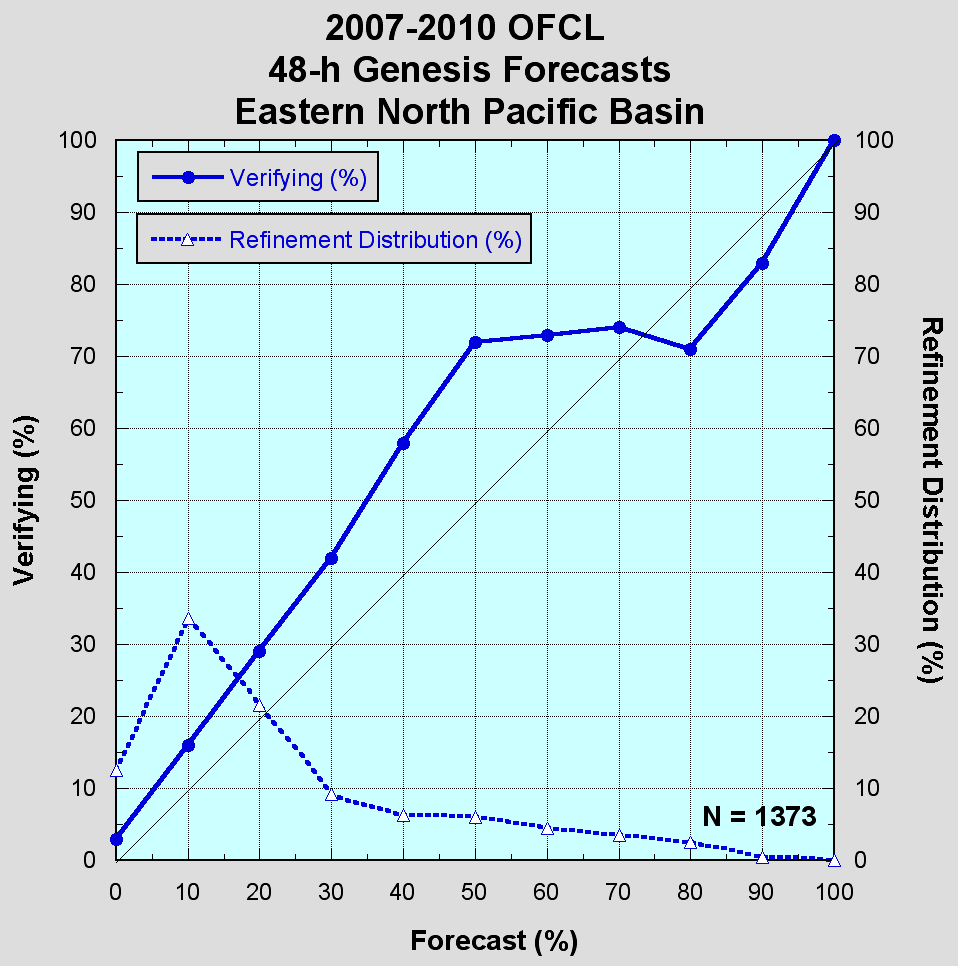 2007-2010 OFCL
48-h Genesis Forecasts
Eastern North Pacific Basin
Verifying (%)
Refinement Distribution (%)
100
90
80
70
60
50
40
30
20
10
0
Verifying (%)
100
90
80
70
60
50
40
30
20
10
0
Refinement Distribution (%)
N = 1373
0 10 20 30 40 50 60 70 80 90 100
Forecast (%)